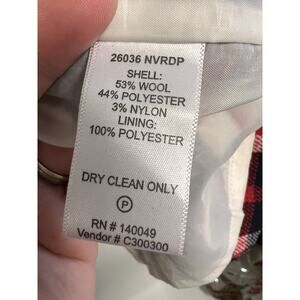 26036 NVRDP
SHELL:
53% WOOL
44% POLYESTER
3% NYLON
LINING:
100% POLYESTER
DRY CLEAN ONLY
P
RN # 140049
Vendor # C300300